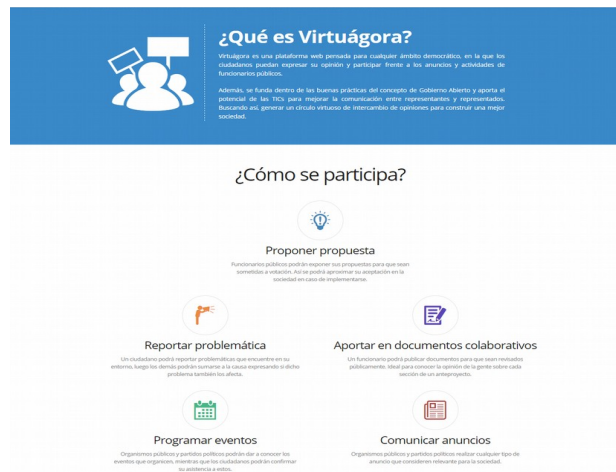 ¿Qué es Virtuágora?
Virtuágora es una plataforma web pensada para cualquier ámbito democrático, en la que los
ciudadanos puedan expresar su opinión y participar frente a los anuncios y actividades de
funcionarios públicos.
Además, se funda dentro de las buenas prácticas del concepto de Gobierno Abierto y aporta el
potencial de las TICs para mejorar la comunicación entre representantes y representados.
Buscando así, generar un círculo virtuoso de intercambio de opiniones para construir una mejor
sociedad.
¿Cómo se participa?
Proponer propuesta
Funcionarios públicos podrán exponer sus propuestas para que sean
sometidas a votación. Así se podrá aproximar su aceptación en la
sociedad en caso de implementarse.
Reportar problemática
Un ciudadano podrá reportar problemáticas que encuentre en su
entorno, luego los demás podrán sumarse a la causa expresando si dicho
problema también los afecta.
Aportar en documentos colaborativos
Un funcionario podrá publicar documentos para que sean revisados
públicamente. Ideal para conocer la opinión de la gente sobre cada
sección de un anteproyecto.
Programar eventos
Organismos públicos y partidos políticos podrán dar a conocer los
eventos que organicen, mientras que los ciudadanos podrán confirmar
su asistencia a estos.
Comunicar anuncios
Organismos públicos y partidos políticos realizar cualquier tipo de
anuncio que consideren relevante para la sociedad.